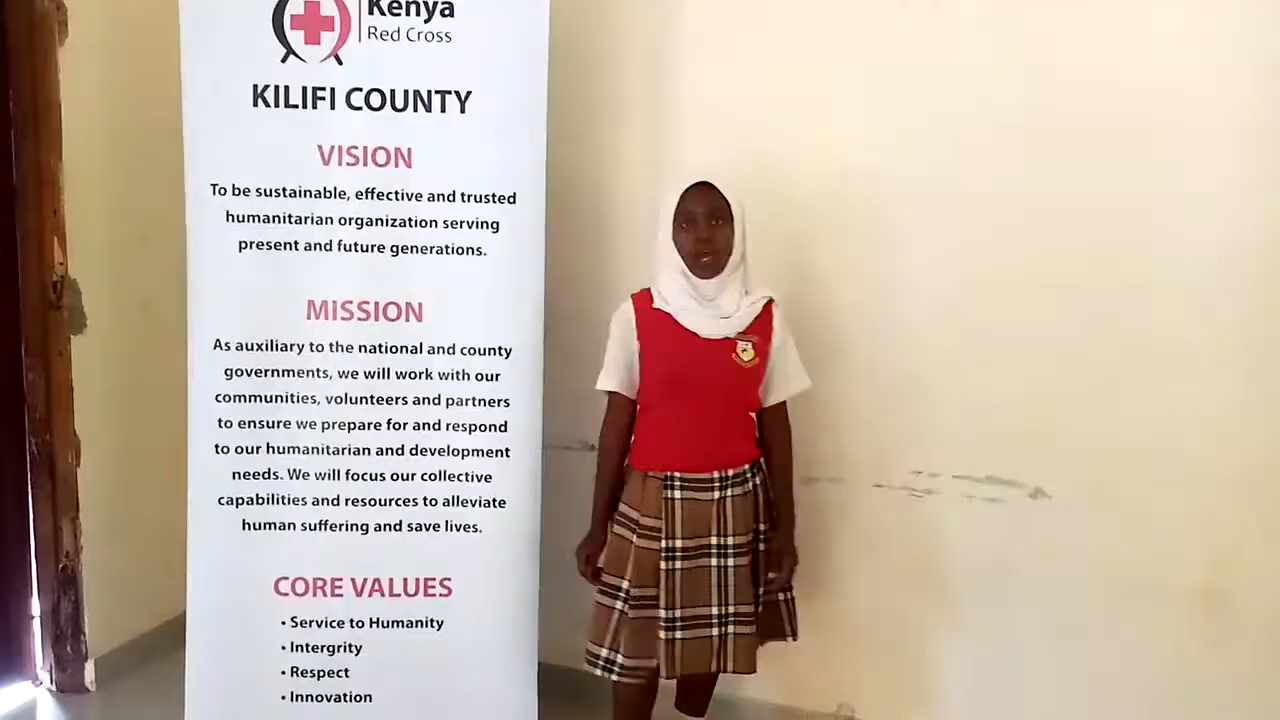 Kenya
Red Cross
KILIFI COUNTY
VISION
To be sustainable, effective and trusted
humanitarian organization serving
present and future generations.
MISSION
As auxiliary to the national and county
governments, we will work with our
communities, volunteers and partners
to ensure we prepare for and respond
to our humanitarian and development
needs. We will focus our collective
capabilities and resources to alleviate
human suffering and save lives.
CORE VALUES
• Service to Humanity
• Intergrity
• Respect
• Innovation